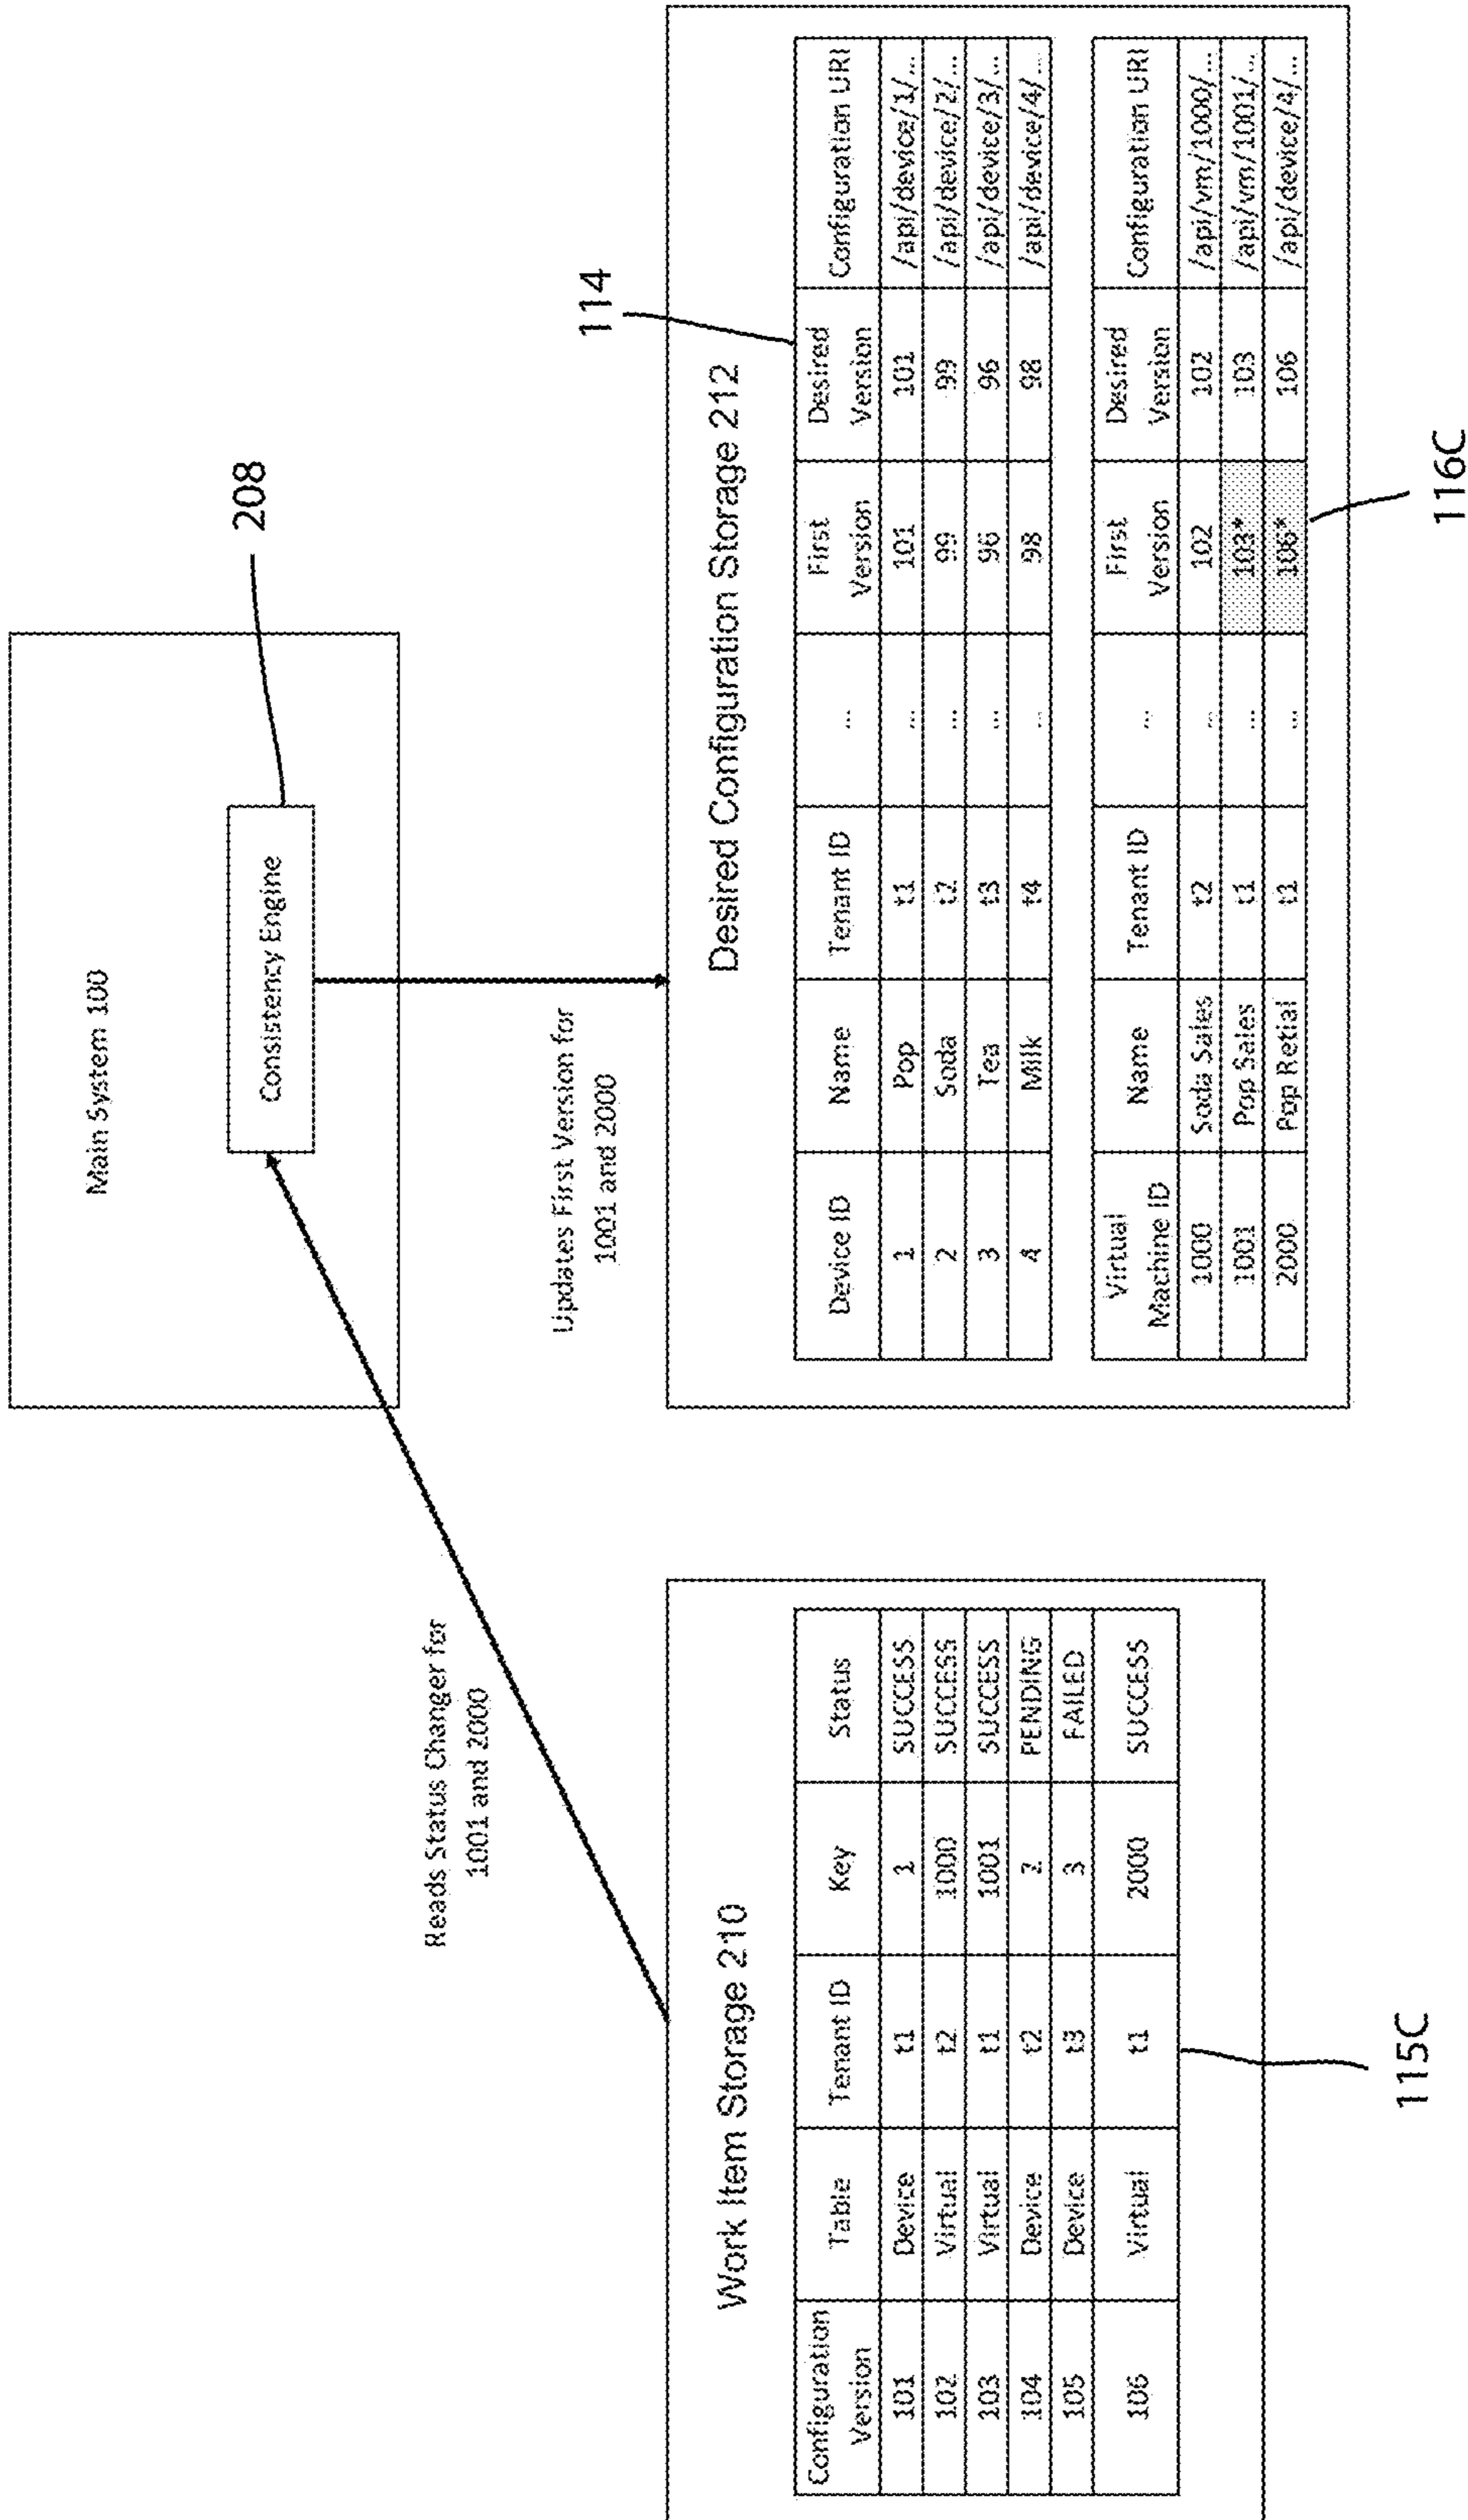 Main System 100
Consistency Engine
208
Reads Status Changer for
1001 and 2000
Updates First Version for
1001 and 2000
Work Item Storage 210
Configuration Version Table Tenant ID Key Status
101 Device t1 1 SUCCESS
102 Virtual t2 1000 SUCCESS
103 Virtual t1 1001 SUCCESS
104 Device t2 2 PENDING
105 Device t3 3 FAILED
106 Virtual t1 2000 SUCCESS
115C
Desired Configuration Storage 212
114
Device ID Name Tenant ID ... First Version Desired Version Configuration URI
1 Pop t1 ... 101 101 /api/device/1/...
2 Soda t2 ... 99 99 /api/device/2/...
3 Tea t3 ... 96 96 /api/device/3/...
4 Milk t4 ... 98 98 /api/device/4/...
Virtual Machine ID Name Tenant ID ... First Version Desired Version Configuration URI
1000 Soda Sales t2 ... 102 102 /api/vm/1000/...
1001 Pop Sales t1 ... 103* 103 /api/vm/1001/...
2000 Pop Retial t1 ... 106* 106 /api/device/4/...
116C